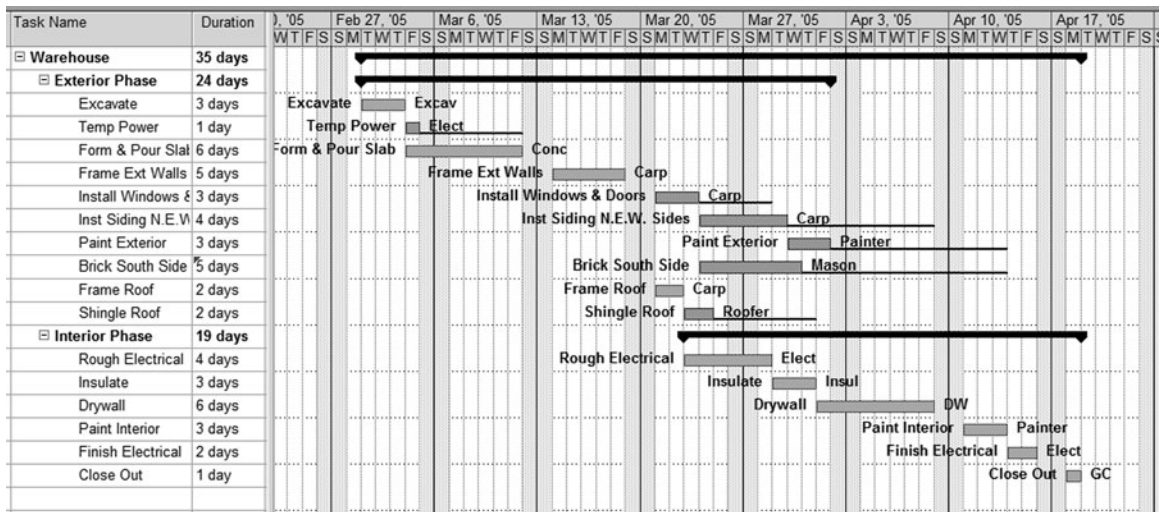 Task Name Duration ), '05 Feb 27, '05 Mar 6, '05 Mar 13, '05 Mar 20, '05 Mar 27, '05 Apr 3, '05 Apr 10, '05 Apr 17, '05
W T F S S M T W T F S S M T W T F S S M T W T F S S M T W T F S S M T W T F S S M T W T F S S M T W T F S S M T W T F S S
Warehouse 35 days
Exterior Phase 24 days
Excavate 3 days Excavate Excav
Temp Power 1 day Temp Power Elect
Form & Pour Slal 6 days Form & Pour Slab Conc
Frame Ext Walls 5 days Frame Ext Walls Carp
Install Windows & 3 days Install Windows & Doors Carp
Inst Siding N.E.W 4 days Inst Siding N.E.W. Sides Carp
Paint Exterior 3 days Paint Exterior Painter
Brick South Side 5 days Brick South Side Mason
Frame Roof 2 days Frame Roof Carp
Shingle Roof 2 days Shingle Roof Roofer
Interior Phase 19 days
Rough Electrical 4 days Rough Electrical Elect
Insulate 3 days Insulate Insul
Drywall 6 days Drywall DW
Paint Interior 3 days Paint Interior Painter
Finish Electrical 2 days Finish Electrical Elect
Close Out 1 day Close Out GC